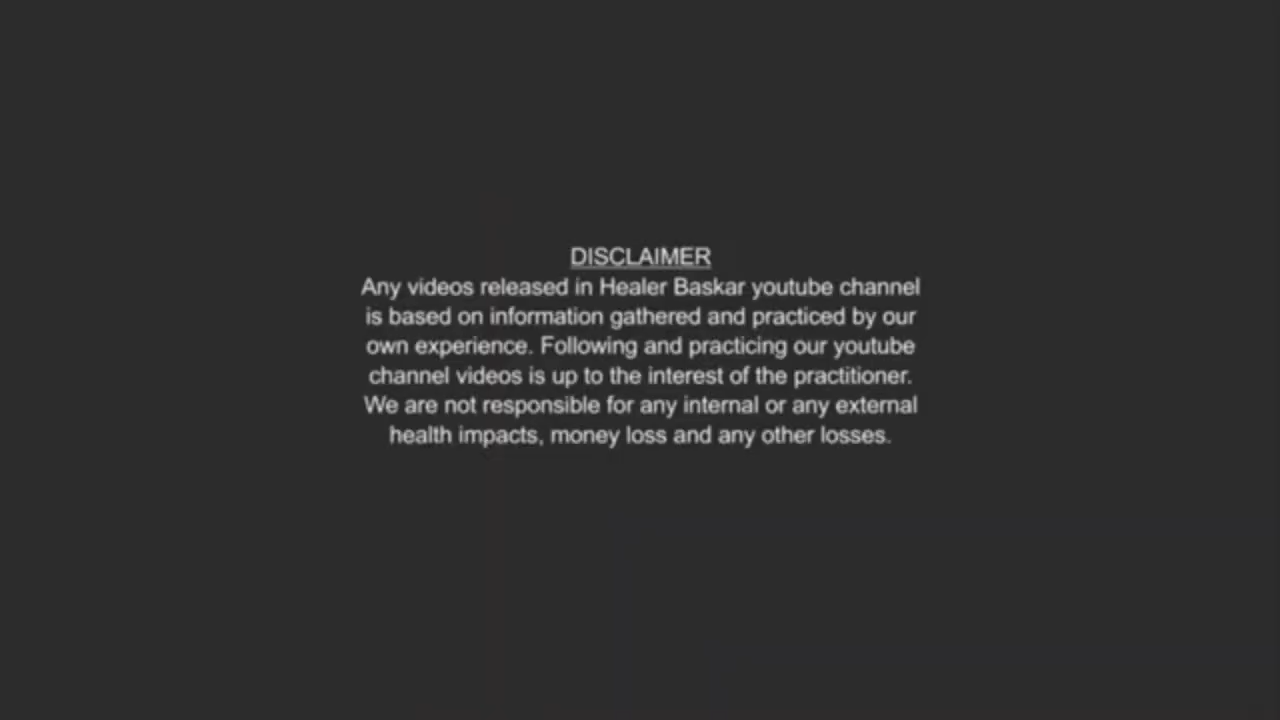 DISCLAIMER
Any videos released in Healer Baskar youtube channel
is based on information gathered and practiced by our
own experience. Following and practicing our youtube
channel videos is up to the interest of the practitioner.
We are not responsible for any internal or any external
health impacts, money loss and any other losses.